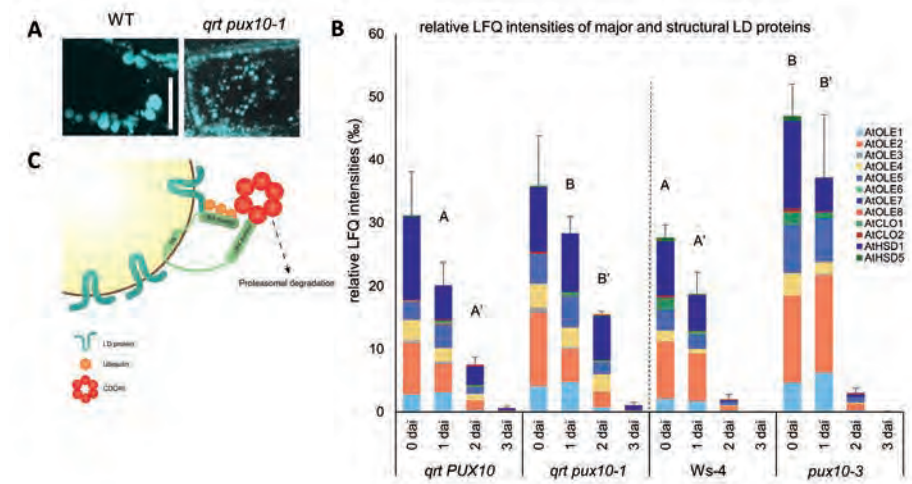 A
WT
qrt pux10-1
C
Proteasomal degradation
LD protein
Ubiquitin
B
relative LFQ intensities of major and structural LD proteins
relative LFQ intensities (‰)
60
50
40
30
20
10
0
A
A'
B
B'
A
A'
B
B'
0 dai
1 dai
2 dai
3 dai
0 dai
1 dai
2 dai
3 dai
0 dai
1 dai
2 dai
3 dai
0 dai
1 dai
2 dai
3 dai
qrt PUX10
qrt pux10-1
Ws-4
pux10-3
AtOLE1
AtOLE2
AtOLE3
AtOLE4
AtOLE5
AtOLE6
AtOLE7
AtOLE8
AtCLO1
AtCLO2
AtHSD1
AtHSD5